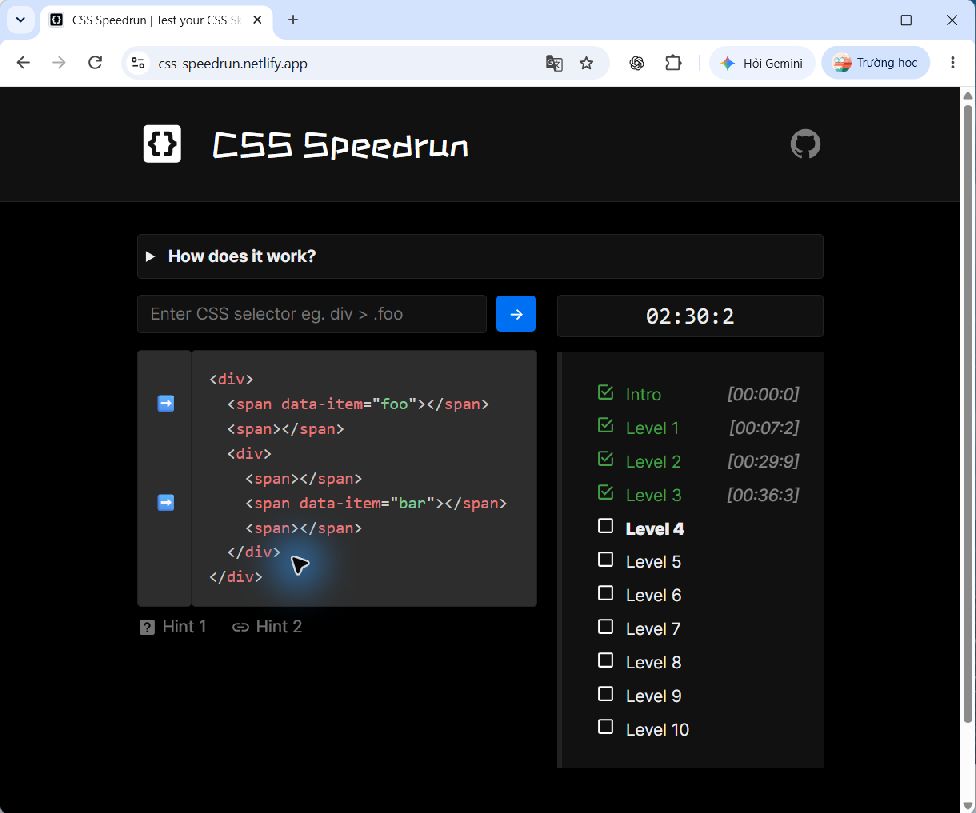 CSS Speedrun | Test your CSS Sk
css-speedrun.netlify.app
Hỏi Gemini
Trường học
CSS Speedrun
How does it work?
Enter CSS selector eg. div > .foo
02:30:2
<div>
<span data-item="foo"></span>
<span></span>
<div>
<span></span>
<span data-item="bar"></span>
<span></span>
</div>
</div>
Hint 1
Hint 2
Intro [00:00:0]
Level 1 [00:07:2]
Level 2 [00:29:9]
Level 3 [00:36:3]
Level 4
Level 5
Level 6
Level 7
Level 8
Level 9
Level 10